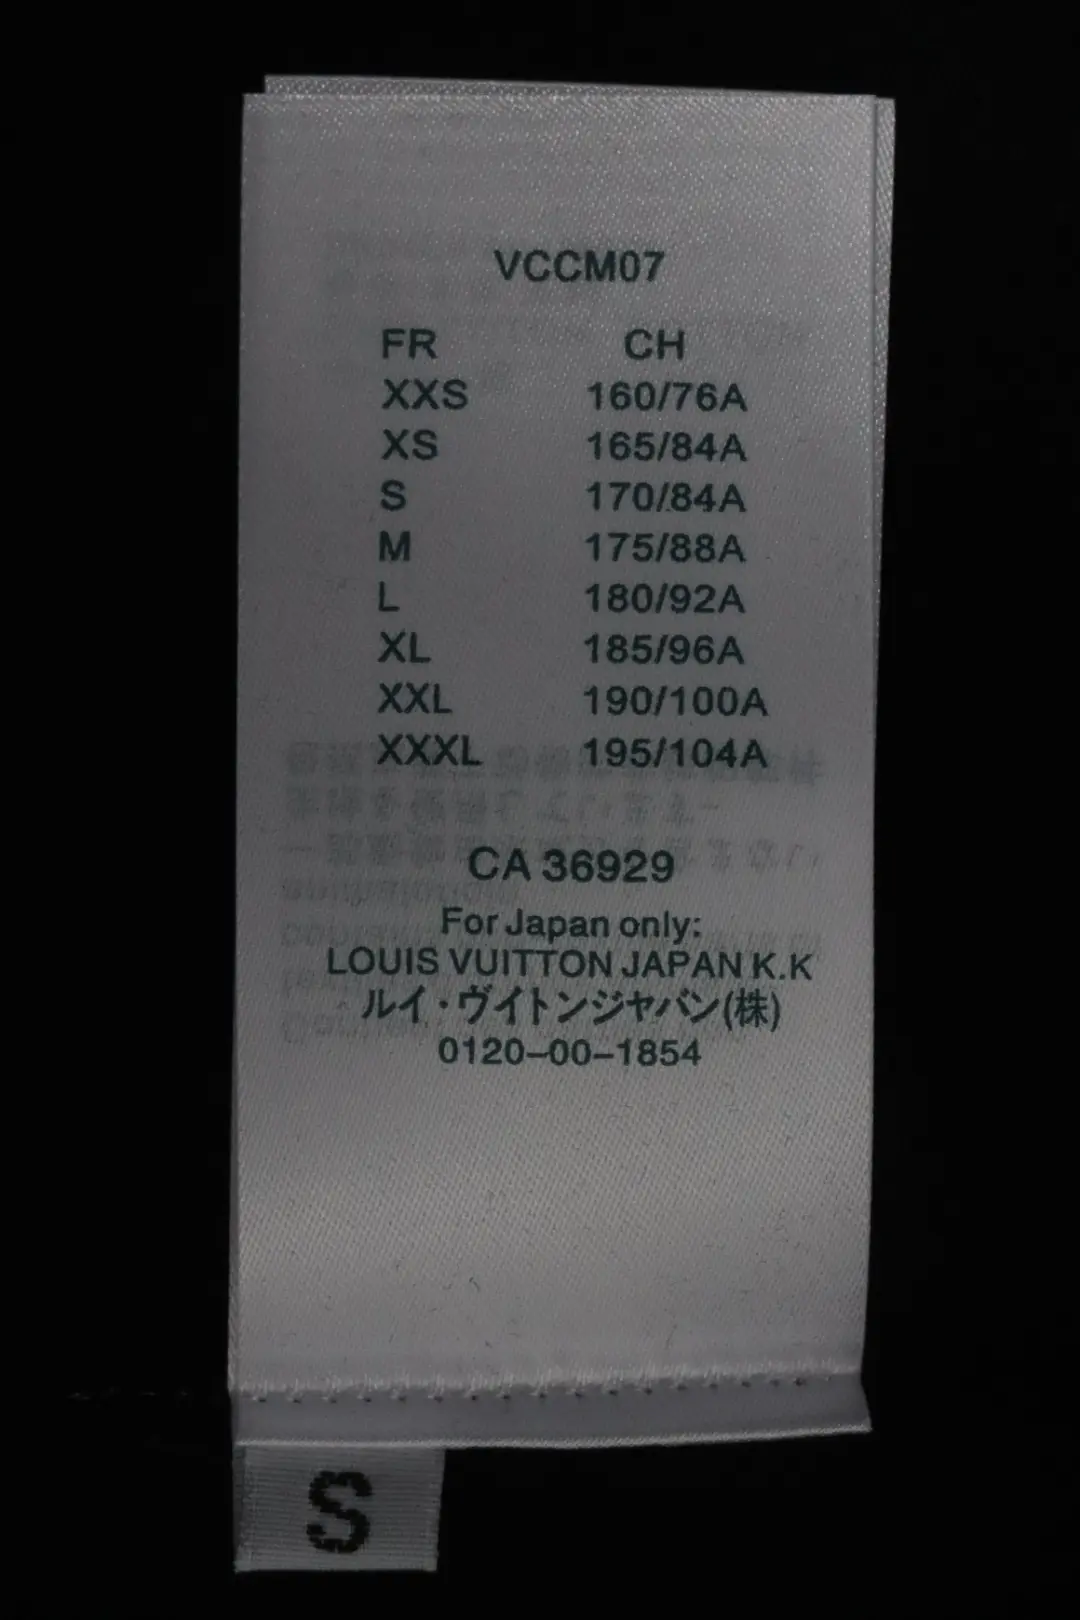 VCCM07
FR CH
XXS 160/76A
XS 165/84A
S 170/84A
M 175/88A
L 180/92A
XL 185/96A
XXL 190/100A
XXXL 195/104A
CA 36929
For Japan only:
LOUIS VUITTON JAPAN K.K
ルイ・ヴイトンジヤパン(株)
0120–00–1854
S